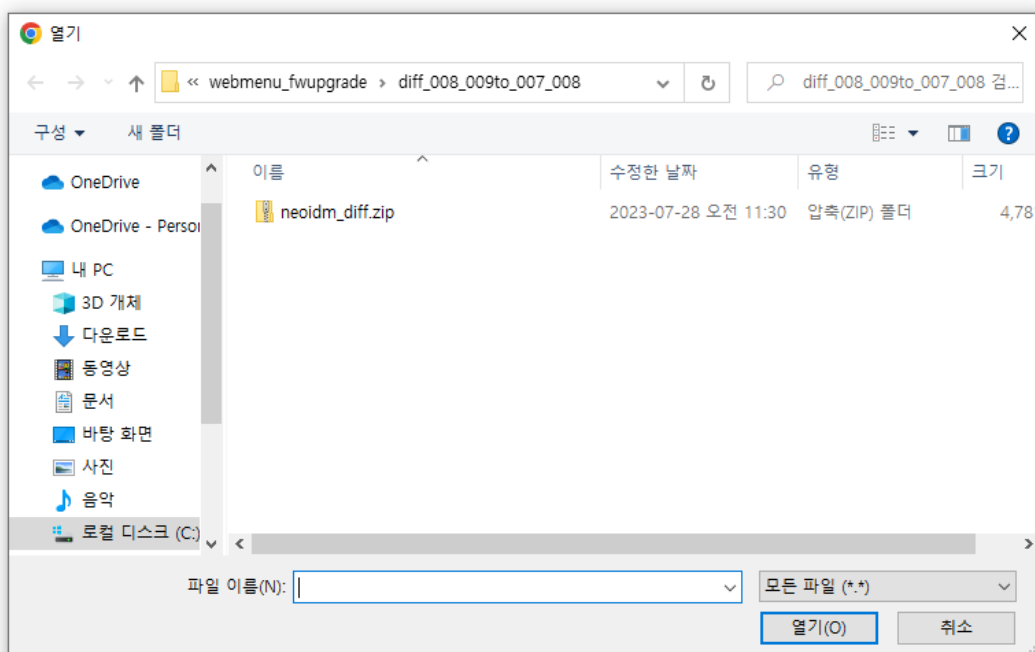 열기
« webmenu_fwupgrade › diff_008_009to_007_008
diff_008_009to_007_008 검...
구성 새 폴더
이름 수정한 날짜 유형 크기
neoidm_diff.zip 2023-07-28 오전 11:30 압축(ZIP) 폴더 4,78
OneDrive
OneDrive - Person
내 PC
3D 개체
다운로드
동영상
문서
바탕 화면
사진
음악
로컬 디스크 (C:)
파일 이름(N): 모든 파일 (*.*)
열기(O) 취소